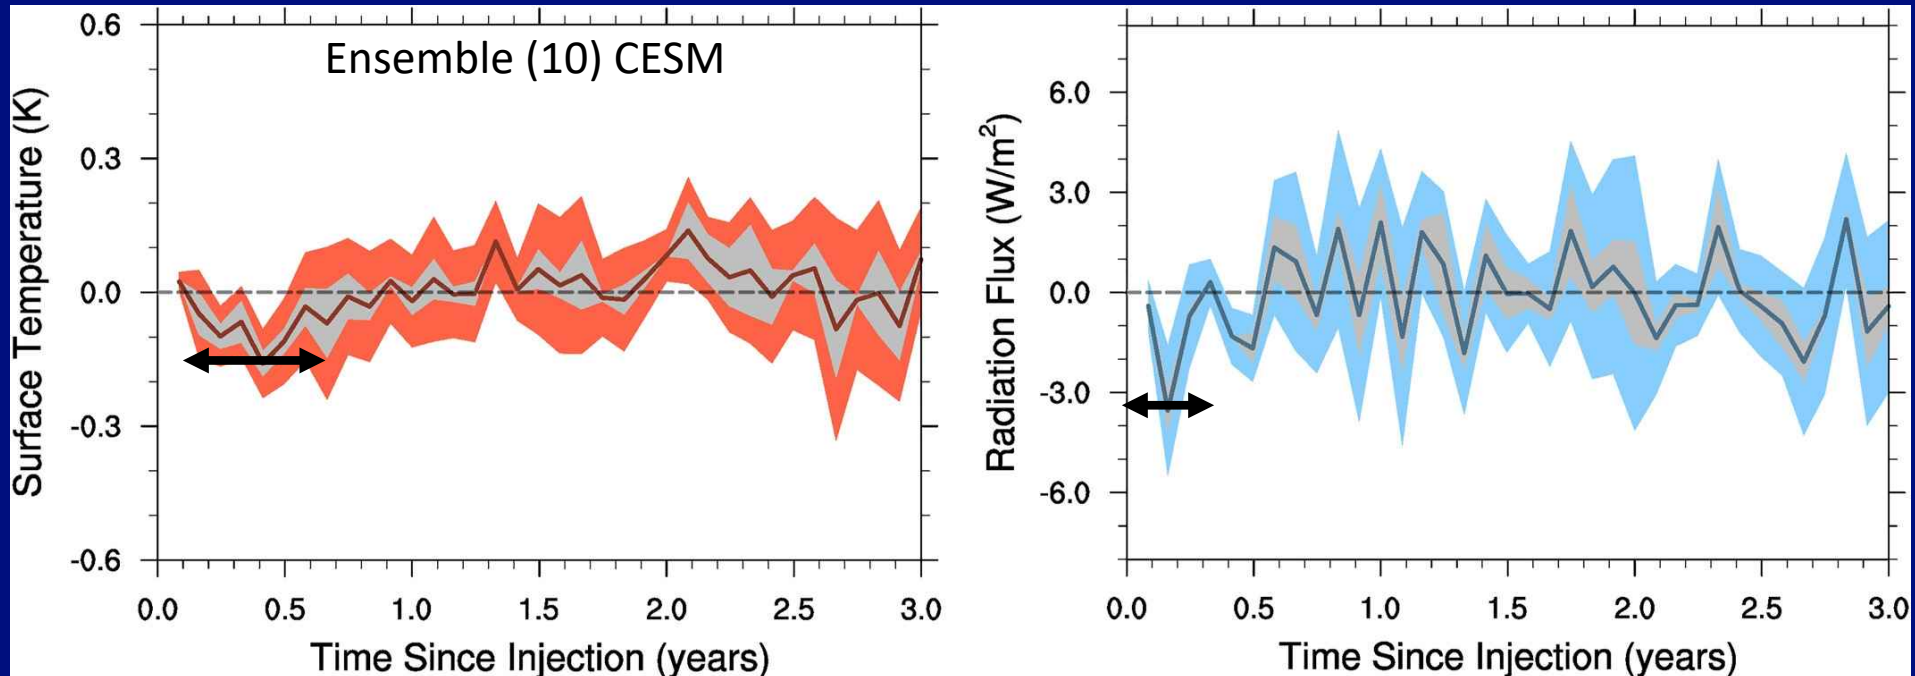 Ensemble (10) CESM
Surface Temperature (K)
0.6
0.3
0.0
-0.3
-0.6
0.0 0.5 1.0 1.5 2.0 2.5 3.0
Time Since Injection (years)
Radiation Flux (W/m²)
6.0
3.0
0.0
-3.0
-6.0
0.0 0.5 1.0 1.5 2.0 2.5 3.0
Time Since Injection (years)